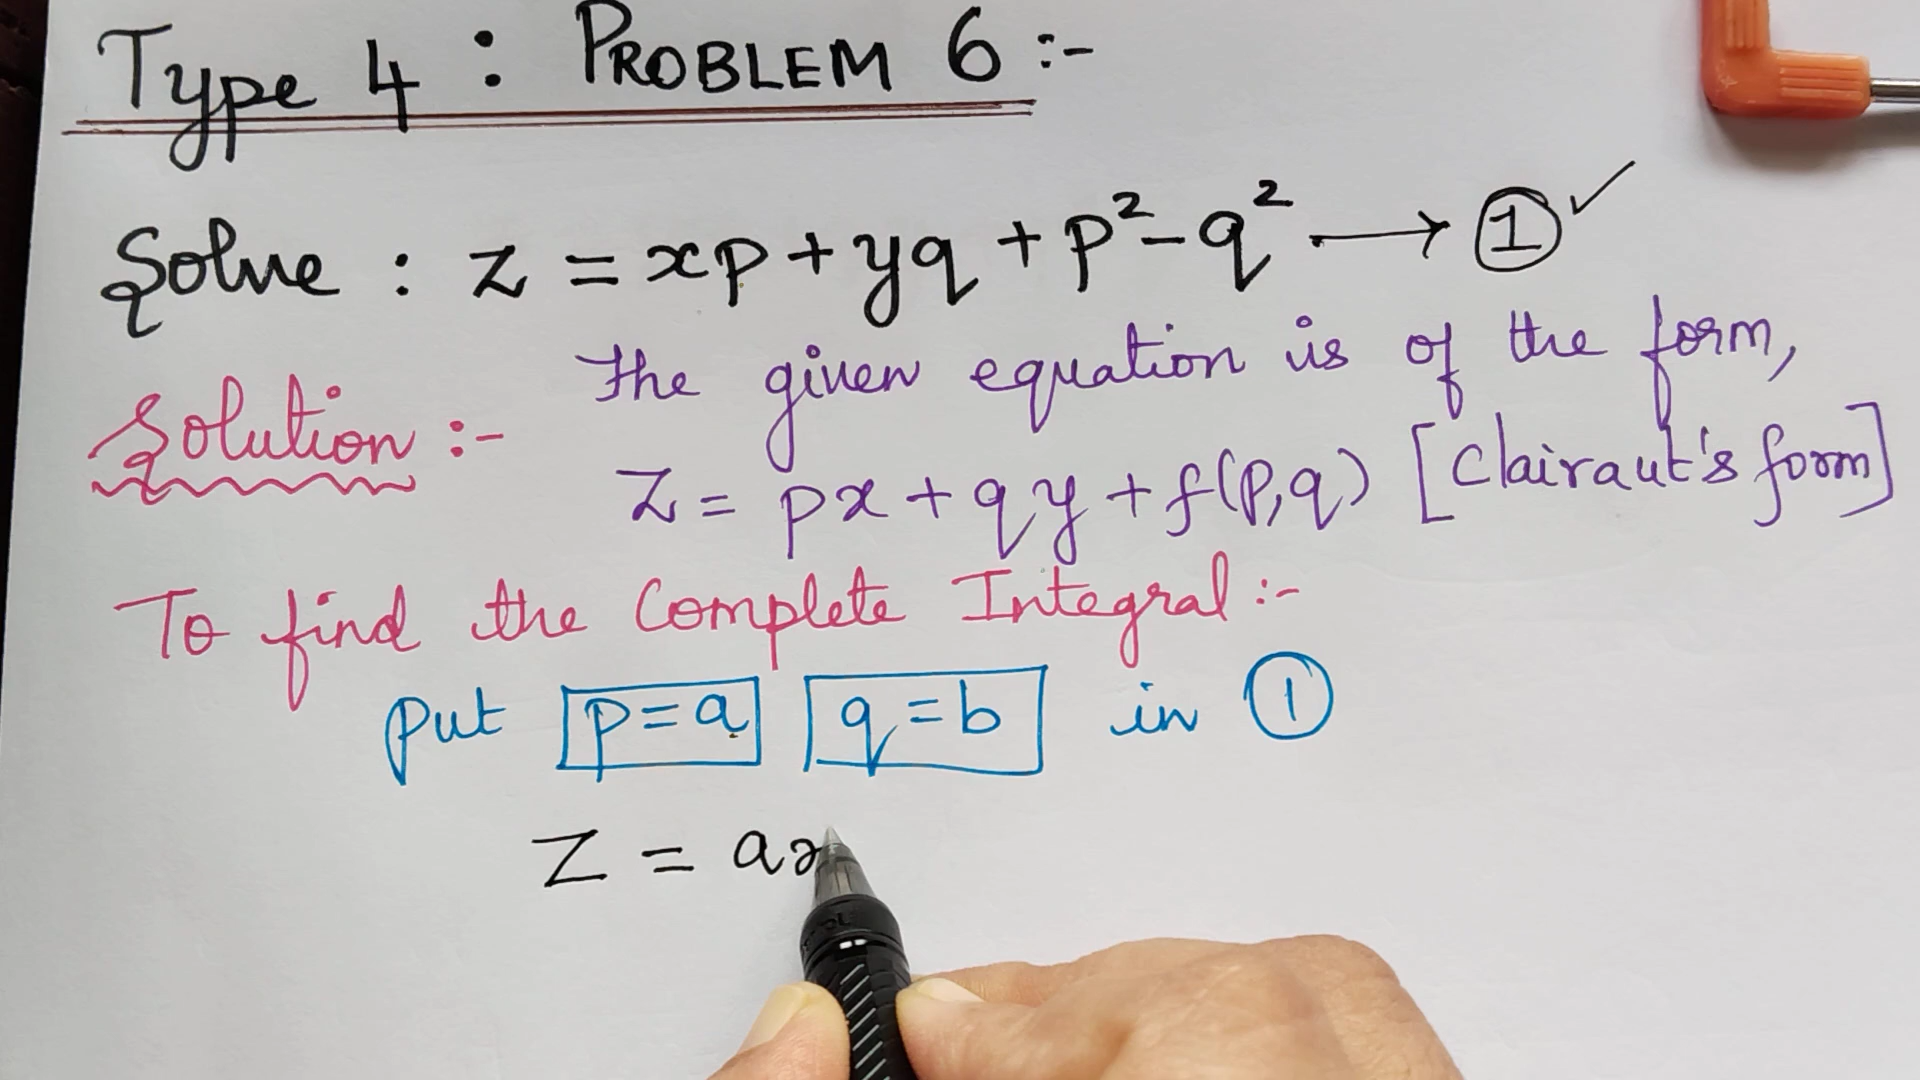 Type 4 : PROBLEM 6 :-
Solve : z = xp + yq + p² - q² → ①✓
Solution :- The given equation is of the form,
Z = px + qy + f(p,q) [Clairaut's form]
To find the Complete Integral :-
put p = a q = b in ①
Z = ax